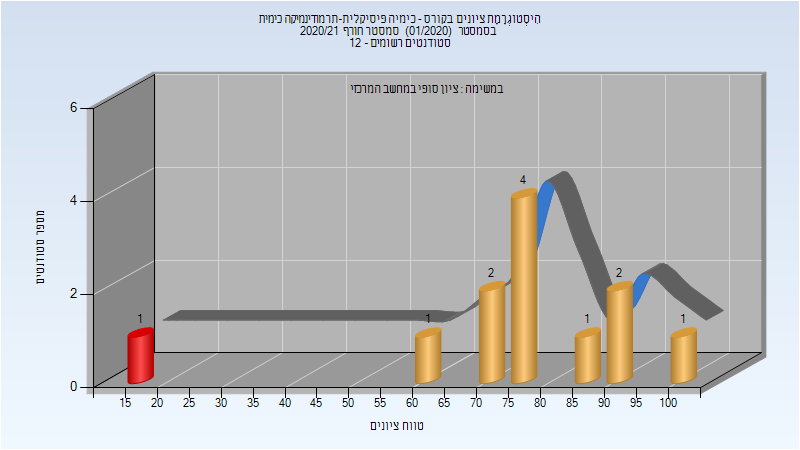 היסטוגרמת ציונים בקורס - כימיה פיסיקלית-תרמודינמיקה כימית
בסמסטר (01/2020) סמסטר חורף 2020/21
סטודנטים רשומים - 12
במשימה : ציון סופי במחשב המרכזי
מספר סטודנטים
6
4
2
0
1
1
2
4
1
2
1
15 20 25 30 35 40 45 50 55 60 65 70 75 80 85 90 95 100
טווח ציונים